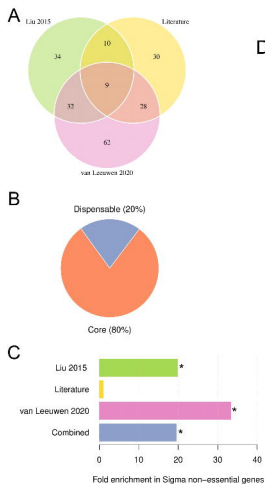 A
D
Liu 2015
Literature
34
10
30
9
32
28
62
van Leeuwen 2020
B
Dispensable (20%)
Core (80%)
C
Liu 2015
*
Literature
van Leeuwen 2020
*
Combined
*
0 10 20 30 40
Fold enrichment in Sigma non-essential genes